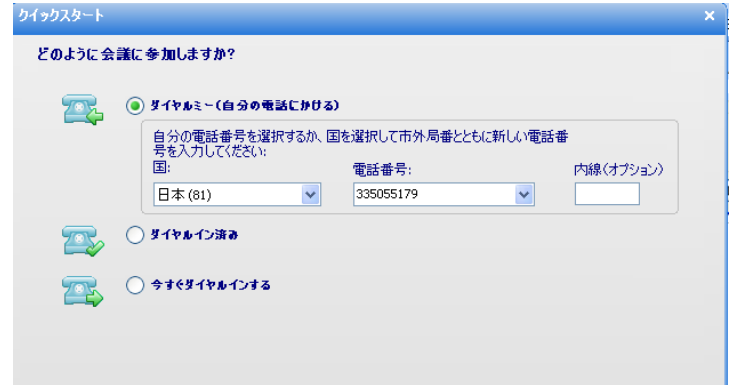 クイックスタート
どのように会議に参加しますか?
ダイヤルミー(自分の電話にかける)
自分の電話番号を選択するか、国を選択して市外局番とともに新しい電話番
号を入力してください:
国: 電話番号: 内線(オプション)
日本 (81) 335055179
ダイヤルイン済み
今すぐダイヤルインする